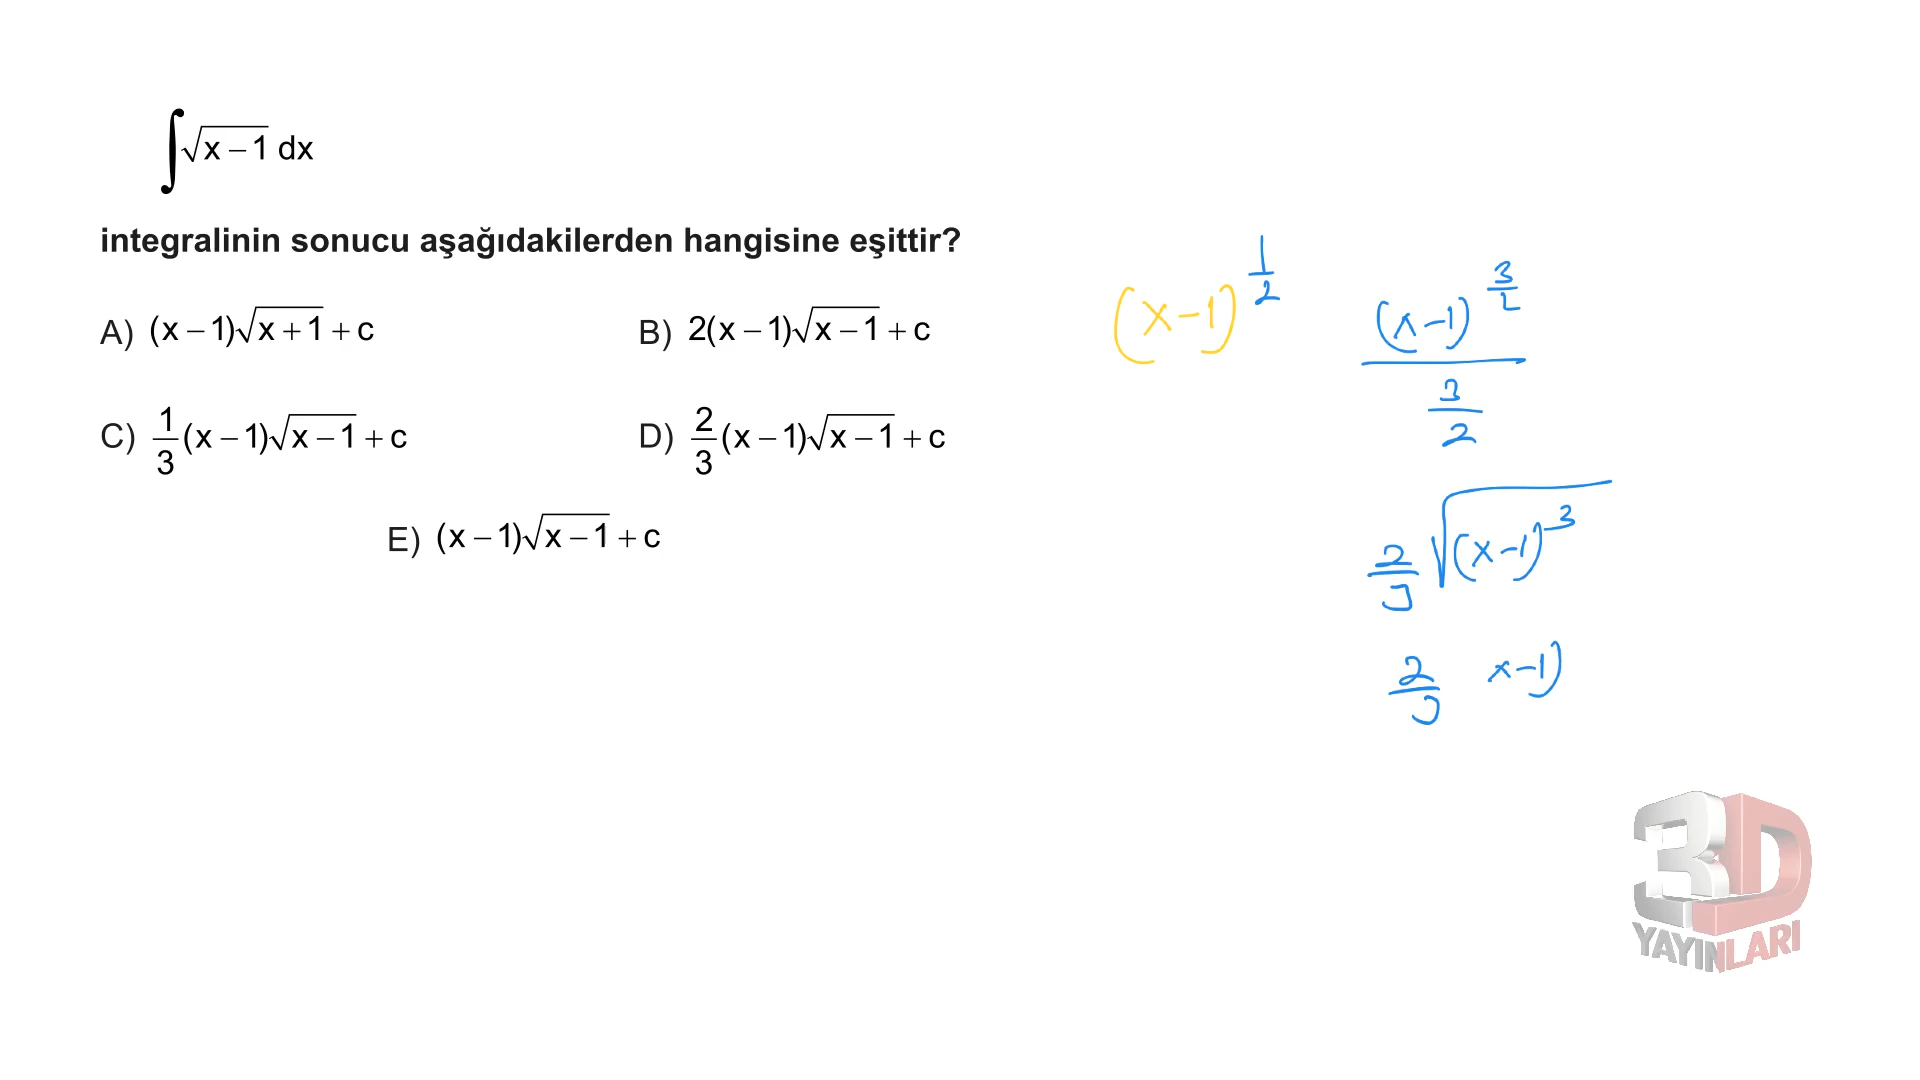 ∫√(x – 1) dx
integralinin sonucu aşağıdakilerden hangisine eşittir?
A) (x – 1)√(x + 1) + c
B) 2(x – 1)√(x – 1) + c
C) 1/3 (x – 1)√(x – 1) + c
D) 2/3 (x – 1)√(x – 1) + c
E) (x – 1)√(x – 1) + c
(x-1)^(1/2)
(x-1)^(3/2) / (3/2)
2/3 √((x-1)^3)
2/3 x-1)
3D
YAYINLARI